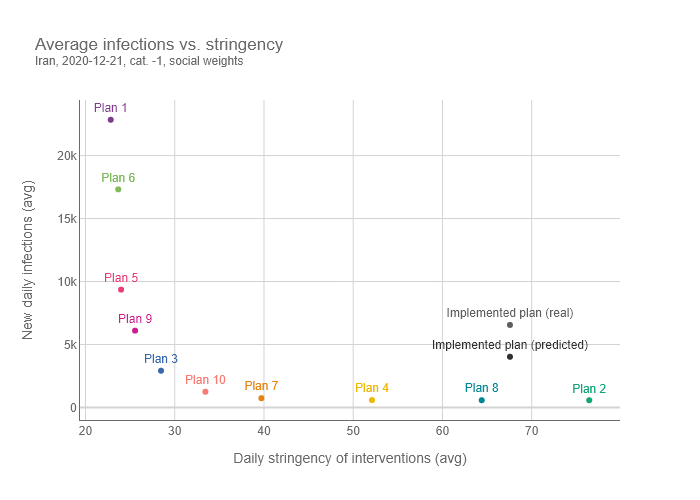 Average infections vs. stringency
Iran, 2020-12-21, cat. -1, social weights
Plan 1
20k
Plan 6
15k
New daily infections (avg)
10k
Plan 5
Plan 9
Implemented plan (real)
5k
Implemented plan (predicted)
Plan 3
Plan 10
Plan 7
Plan 4
Plan 8
Plan 2
0
20
30
40
50
60
70
Daily stringency of interventions (avg)